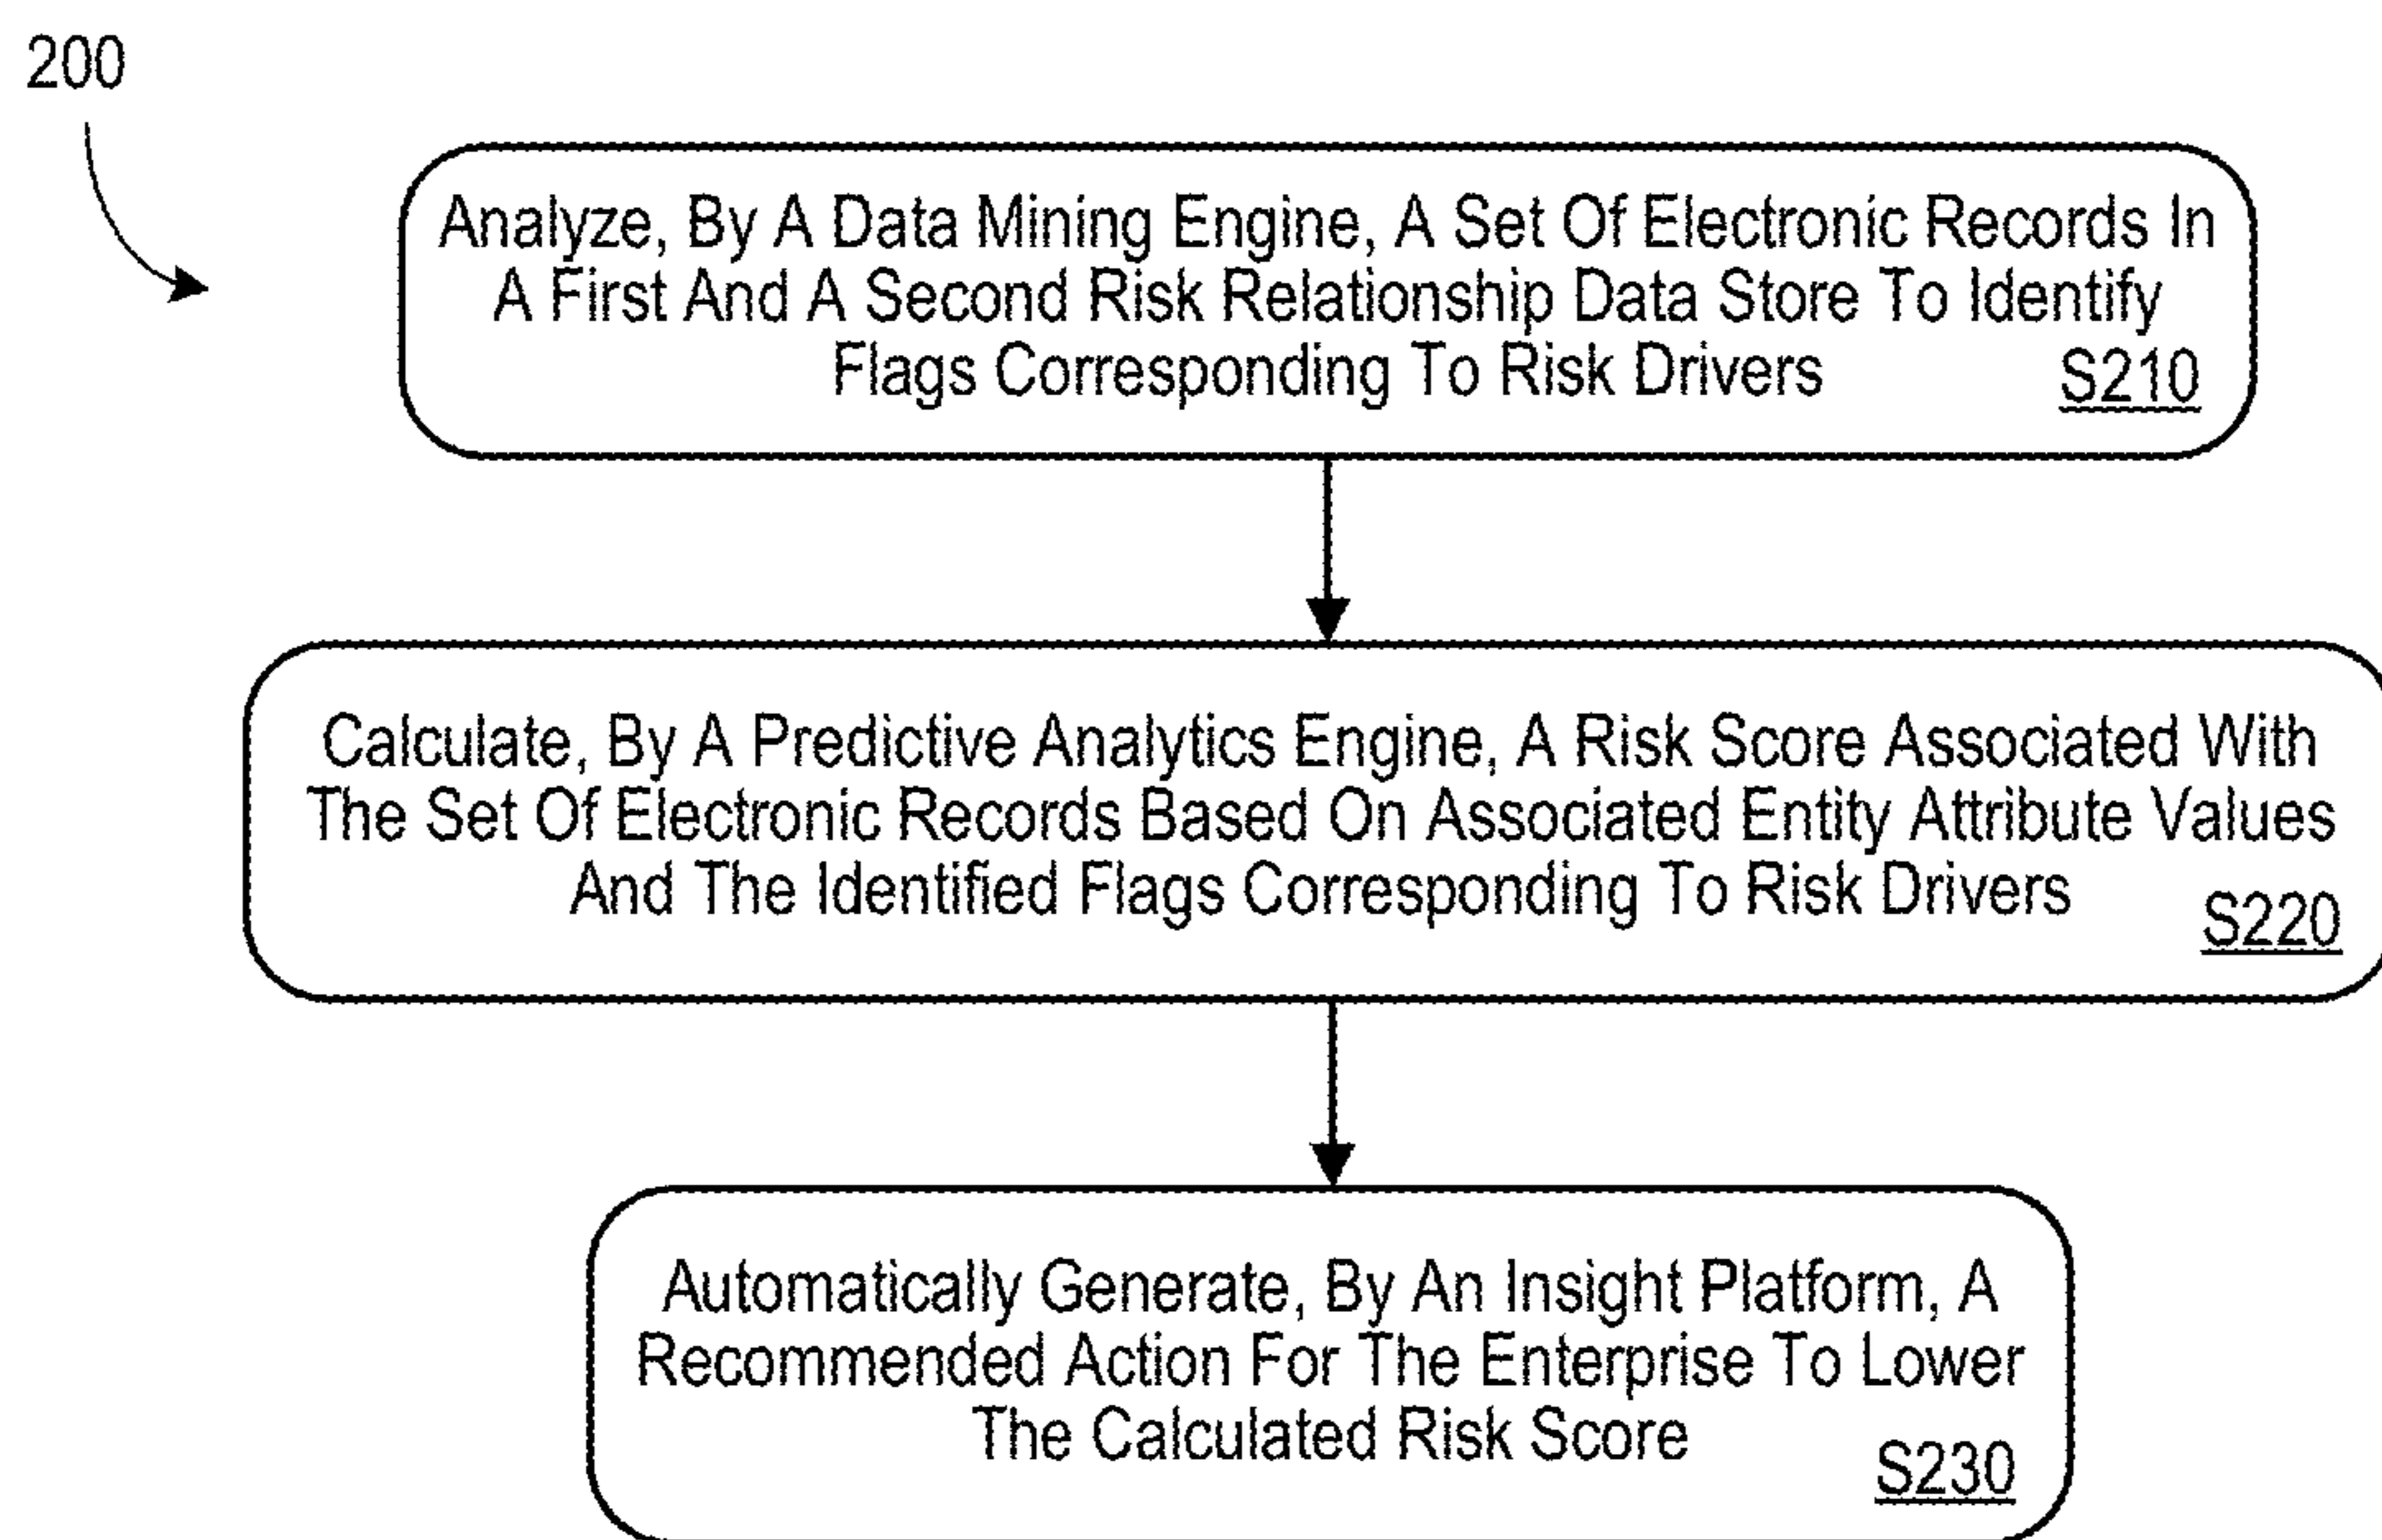 200
Analyze, By A Data Mining Engine, A Set Of Electronic Records In
A First And A Second Risk Relationship Data Store To Identify
Flags Corresponding To Risk Drivers
S210
Calculate, By A Predictive Analytics Engine, A Risk Score Associated With
The Set Of Electronic Records Based On Associated Entity Attribute Values
And The Identified Flags Corresponding To Risk Drivers
S220
Automatically Generate, By An Insight Platform, A
Recommended Action For The Enterprise To Lower
The Calculated Risk Score
S230